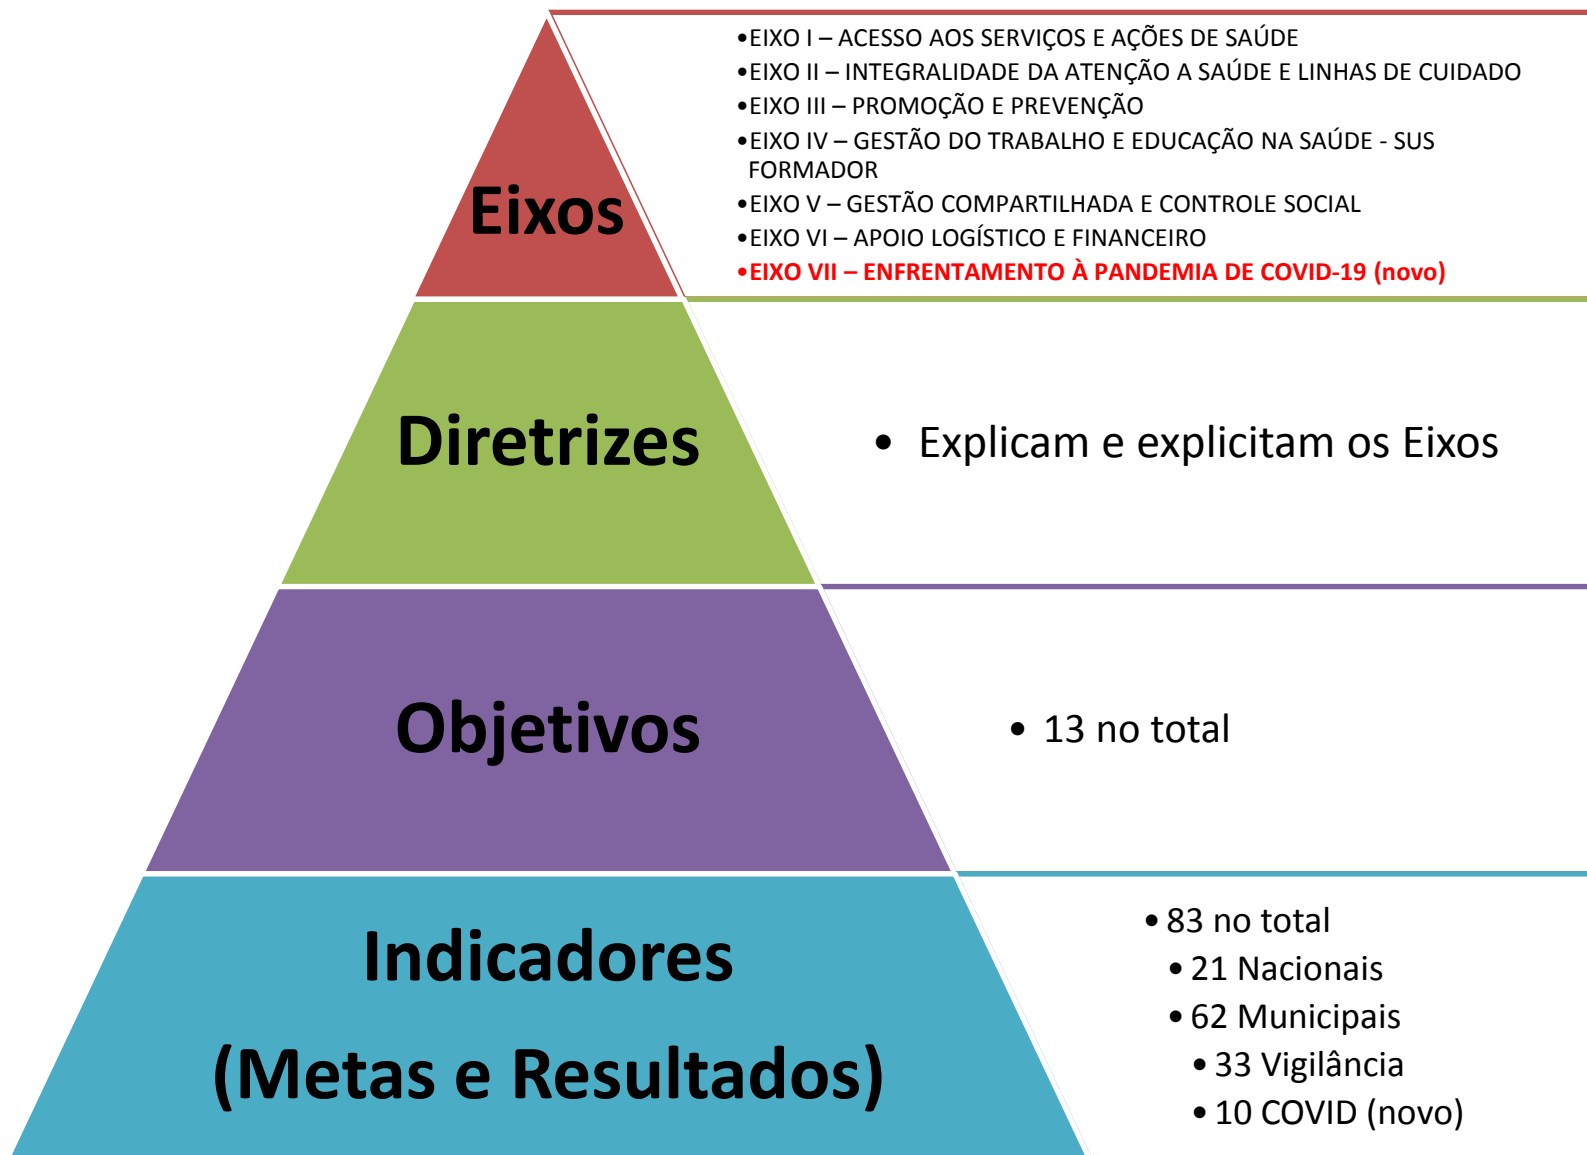 •EIXO I – ACESSO AOS SERVIÇOS E AÇÕES DE SAÚDE
•EIXO II – INTEGRALIDADE DA ATENÇÃO A SAÚDE E LINHAS DE CUIDADO
•EIXO III – PROMOÇÃO E PREVENÇÃO
•EIXO IV – GESTÃO DO TRABALHO E EDUCAÇÃO NA SAÚDE - SUS
FORMADOR
•EIXO V – GESTÃO COMPARTILHADA E CONTROLE SOCIAL
•EIXO VI – APOIO LOGÍSTICO E FINANCEIRO
•EIXO VII – ENFRENTAMENTO À PANDEMIA DE COVID-19 (novo)
Eixos
Diretrizes
• Explicam e explicitam os Eixos
Objetivos
• 13 no total
Indicadores
(Metas e Resultados)
• 83 no total
• 21 Nacionais
• 62 Municipais
• 33 Vigilância
• 10 COVID (novo)